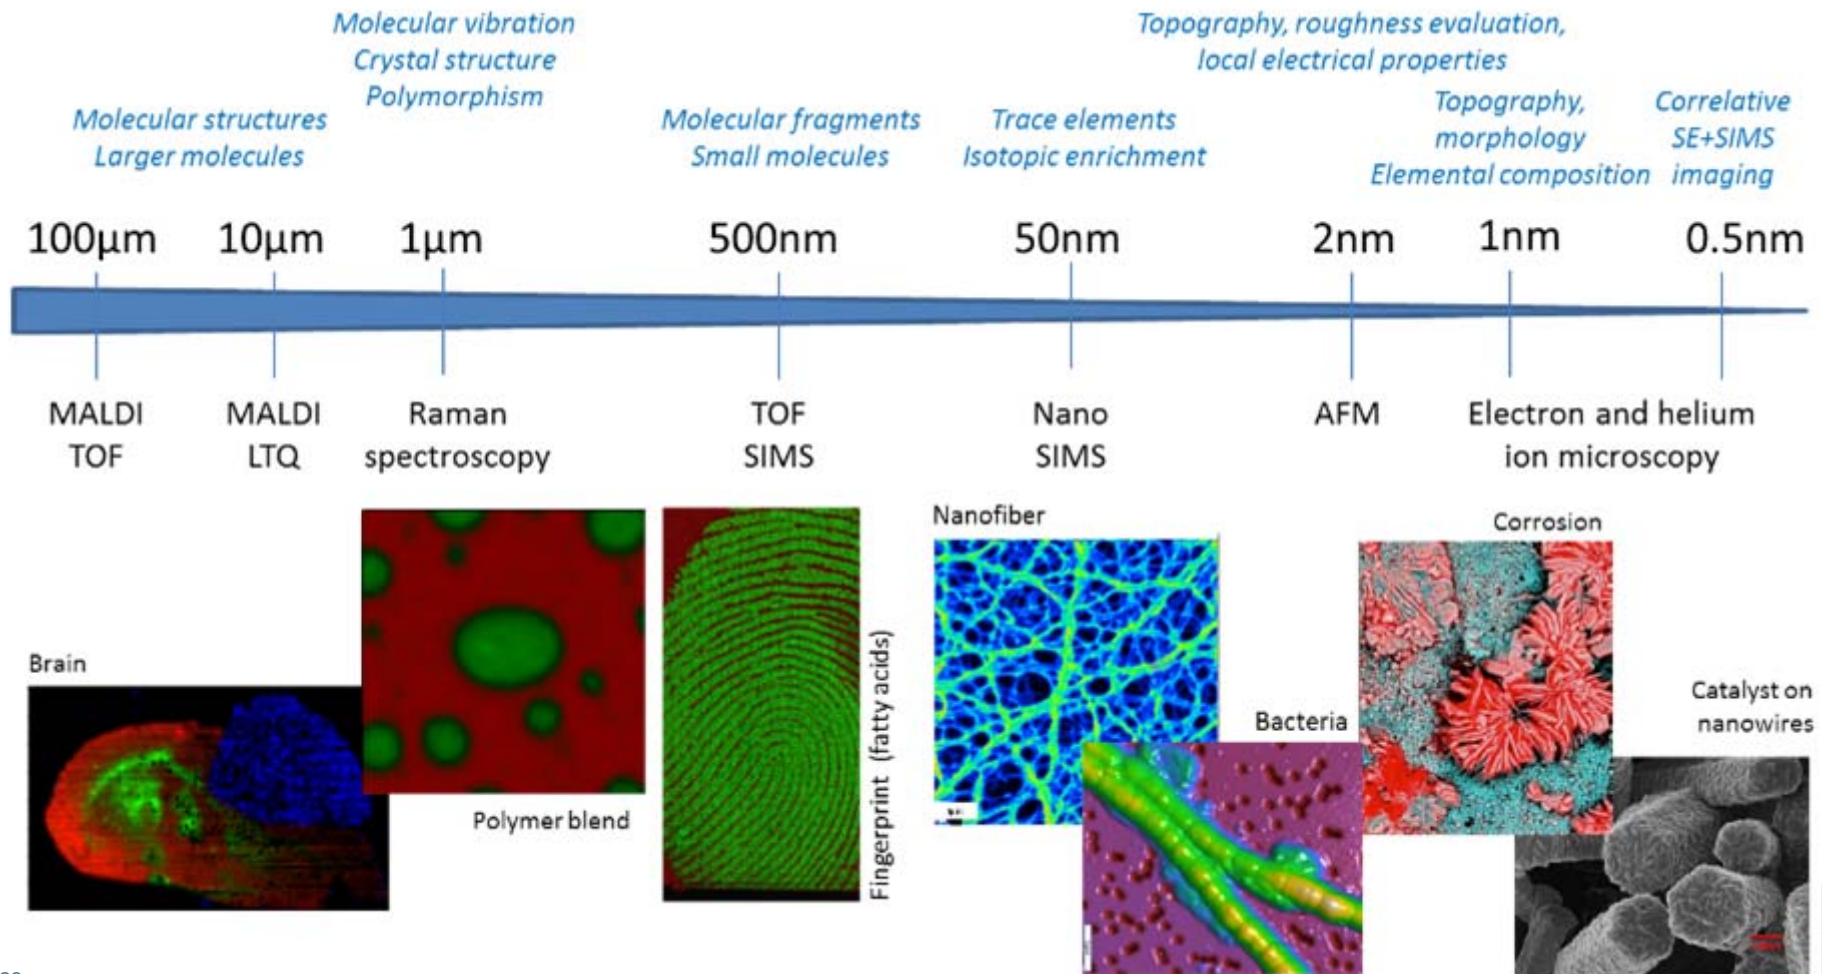 Molecular vibration
Crystal structure
Polymorphism
Topography, roughness evaluation,
local electrical properties
Molecular structures
Larger molecules
Molecular fragments
Small molecules
Trace elements
Isotopic enrichment
Topography,
morphology
Elemental composition
Correlative
SE+SIMS
imaging
100µm
10µm
1µm
500nm
50nm
2nm
1nm
0.5nm
MALDI
TOF
MALDI
LTQ
Raman
spectroscopy
TOF
SIMS
Nano
SIMS
AFM
Electron and helium
ion microscopy
Brain
Polymer blend
Fingerprint (fatty acids)
Nanofiber
Bacteria
Corrosion
Catalyst on
nanowires